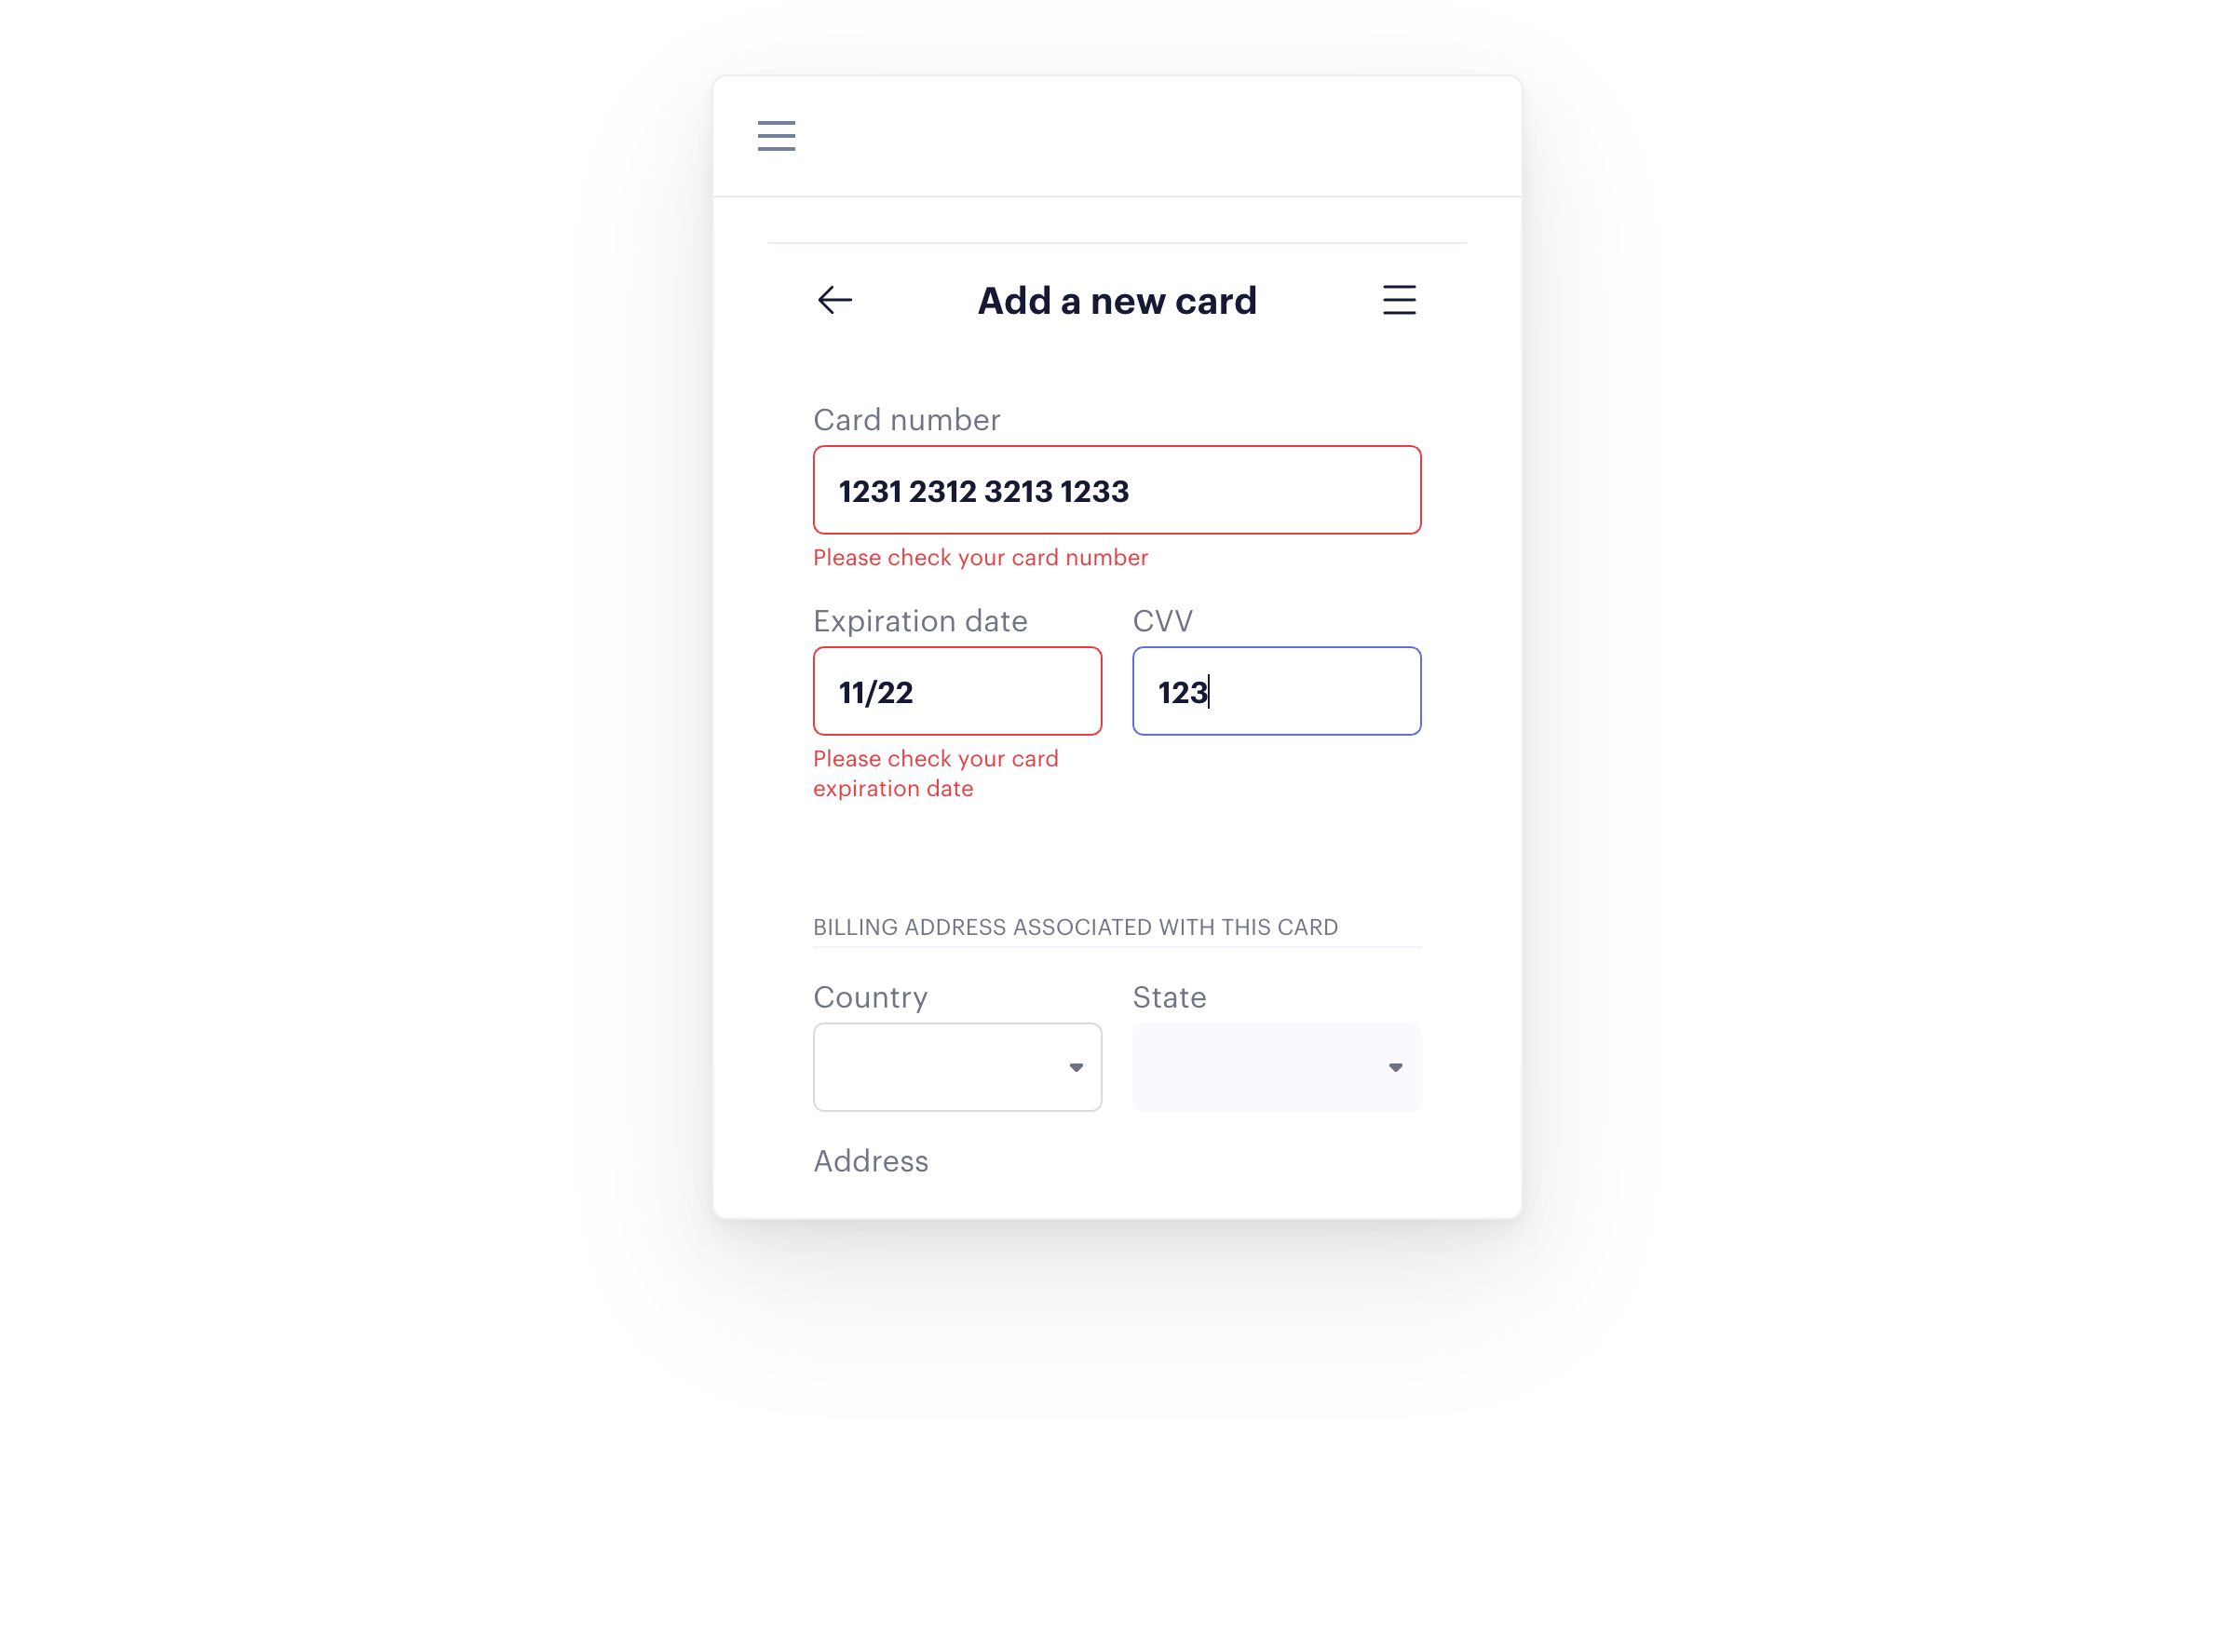 Add a new card
Card number
1231 2312 3213 1233
Please check your card number
Expiration date
CVV
11/22
123
Please check your card
expiration date
BILLING ADDRESS ASSOCIATED WITH THIS CARD
Country
State
Address